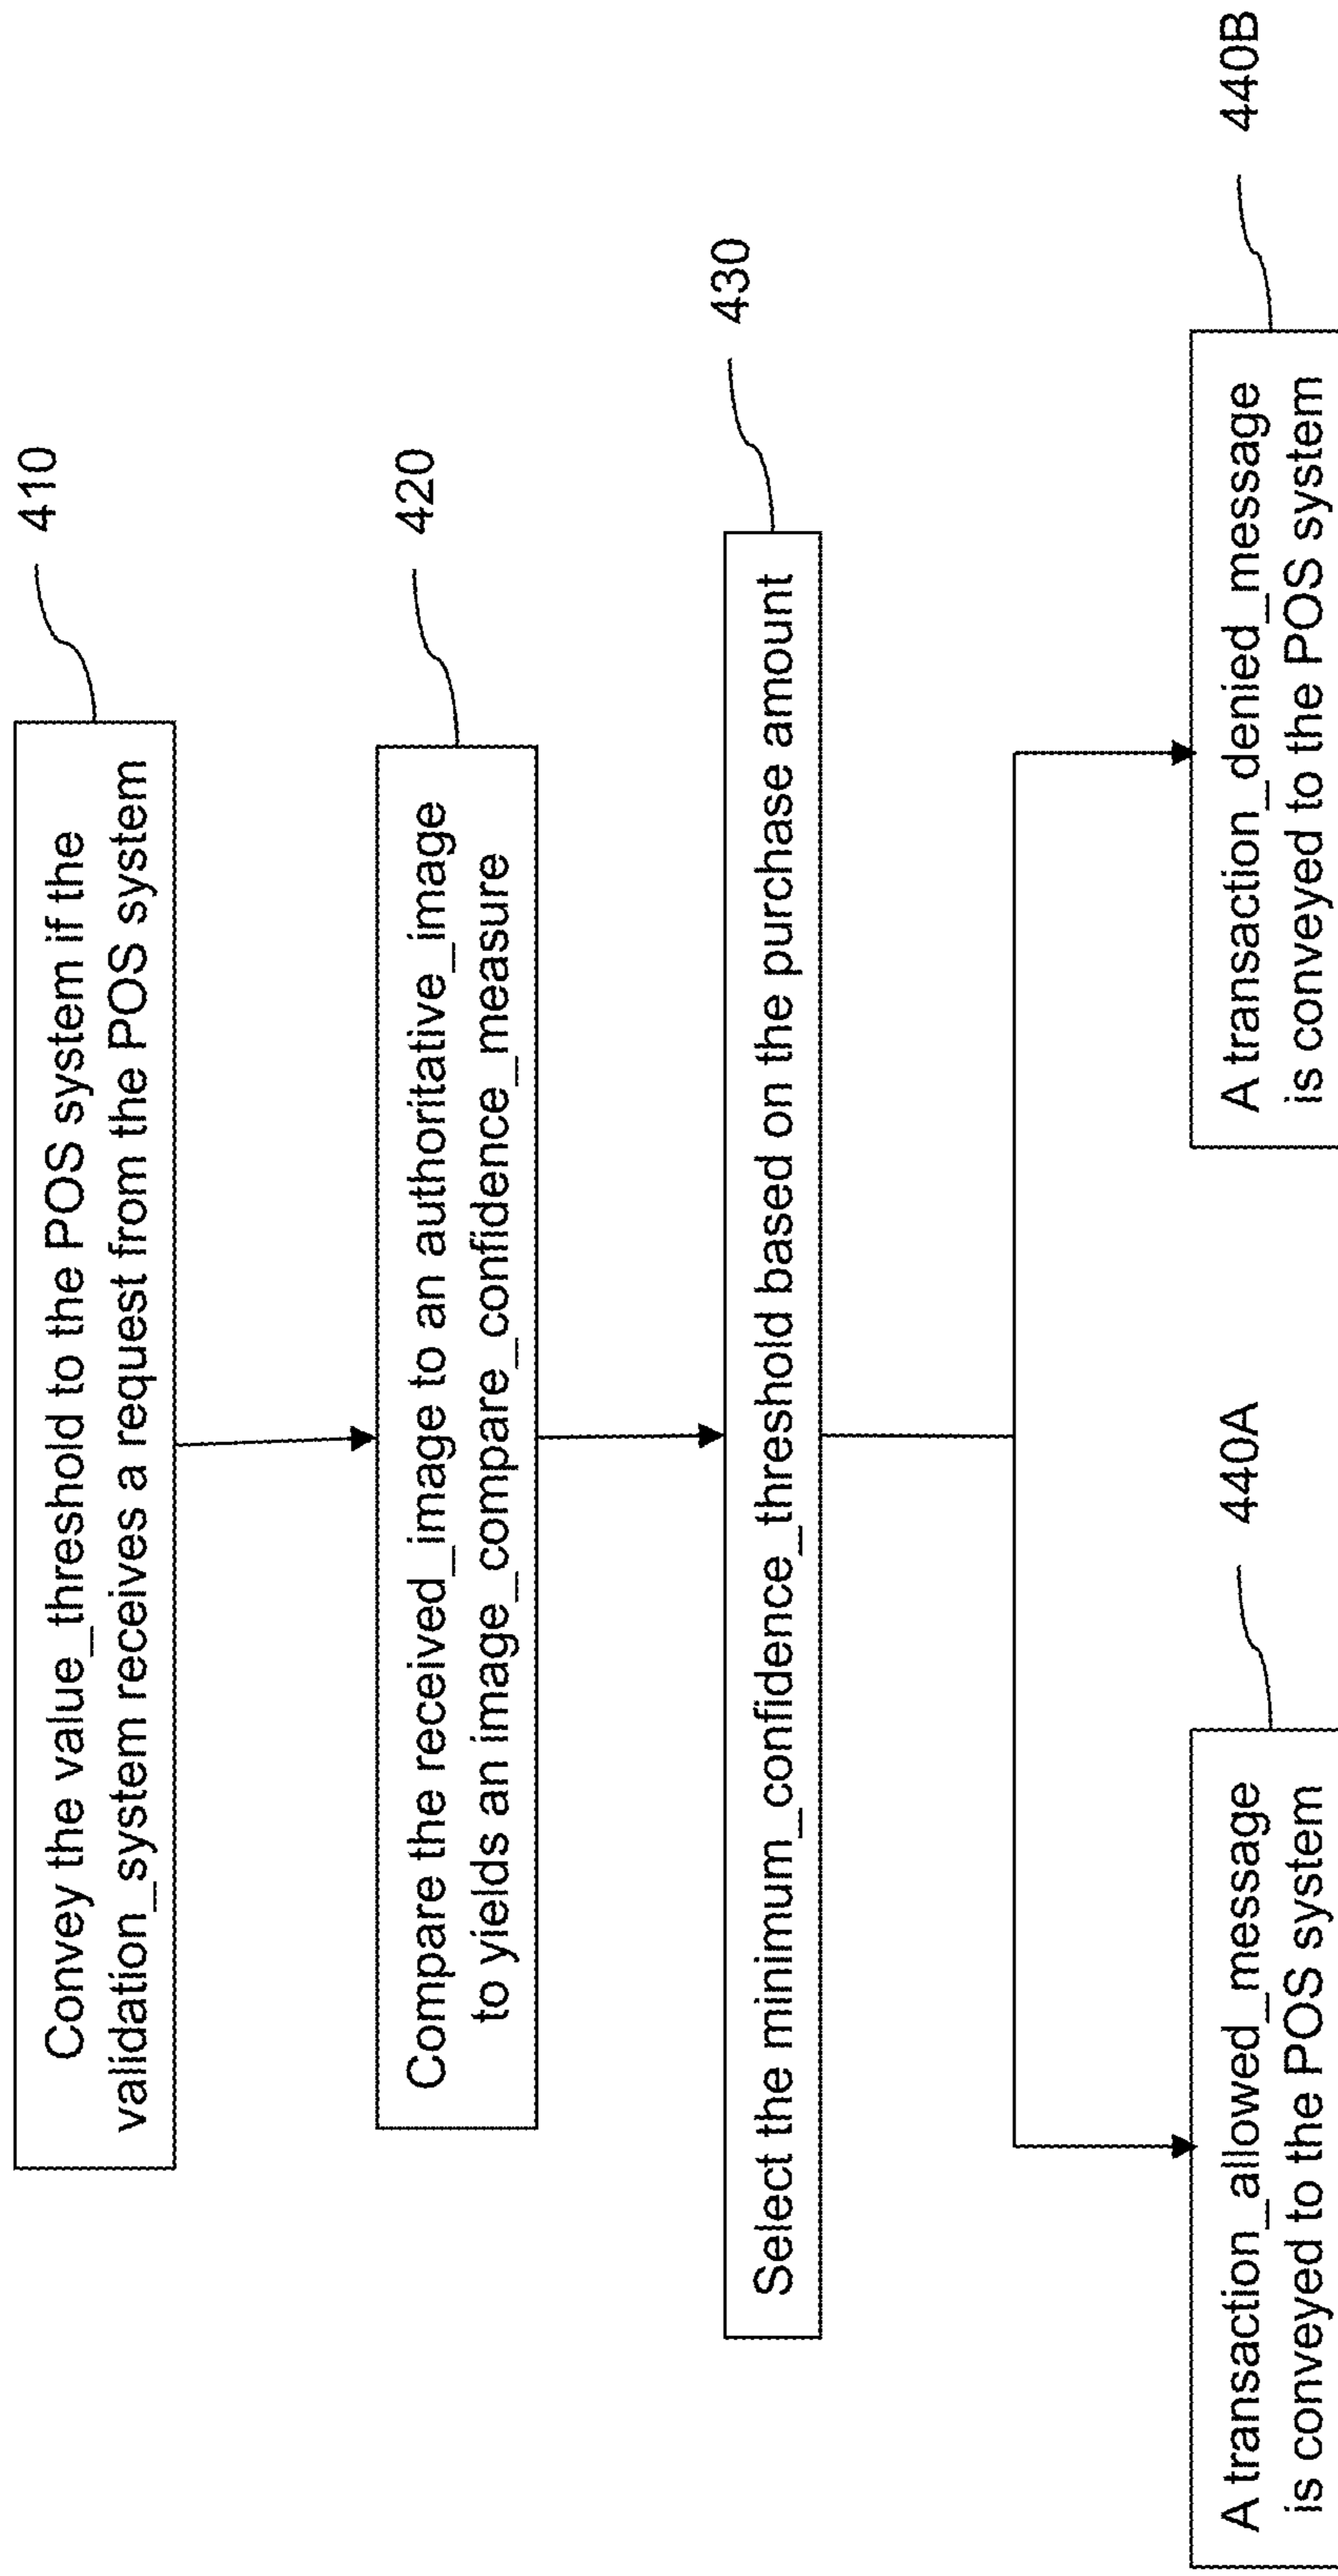 Convey the value_threshold to the POS system if the
validation_system receives a request from the POS system
410
Compare the received_image to an authoritative_image
to yields an image_compare_confidence_measure
420
Select the minimum_confidence_threshold based on the purchase amount
430
A transaction_allowed_message
is conveyed to the POS system
440A
A transaction_denied_message
is conveyed to the POS system
440B